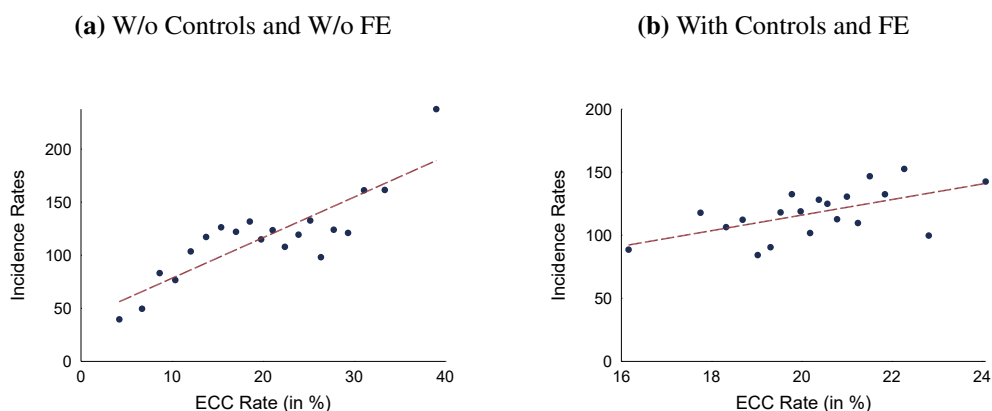 (a) W/o Controls and W/o FE
(b) With Controls and FE
Incidence Rates
200
150
100
50
0
0 10 20 30 40
ECC Rate (in %)
Incidence Rates
200
150
100
50
0
16 18 20 22 24
ECC Rate (in %)